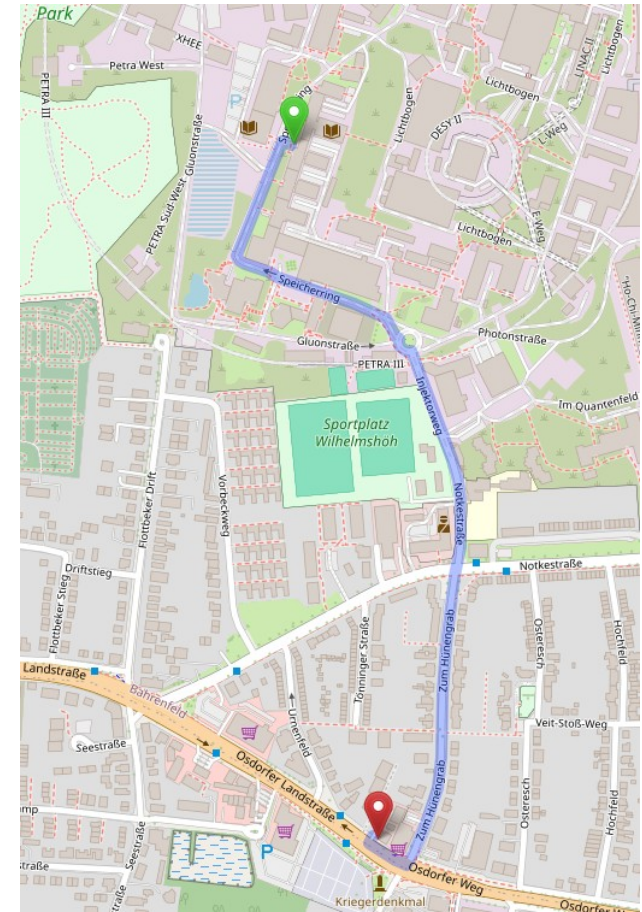 Park
XHEE
Petra West
PETRA III
PETRA Süd-West
Gluonstraße
Lichtbogen
LINAC II
Lichtbogen
DESY II
L-Weg
E-Weg
Lichtbogen
Speicherring
Gluonstraße
PETRA III
Photonstraße
Injektorweg
Im Quantenfeld
Sportplatz
Wilhelmshöh
Vorbeckweg
Flottbeker Drift
Notkestraße
Notkestraße
Driftstieg
Flottbeker Stieg
Tönninger Straße
Zum Hünengrab
Osteresch
Hochfeld
Landstraße
Bahrenfeld
Veit-Stoß-Weg
Seestraße
Urnenfeld
Osdorfer Landstraße
Zum Hünengrab
Osteresch
Hochfeld
Seestraße
P
Osdorfer Weg
Kriegerdenkmal